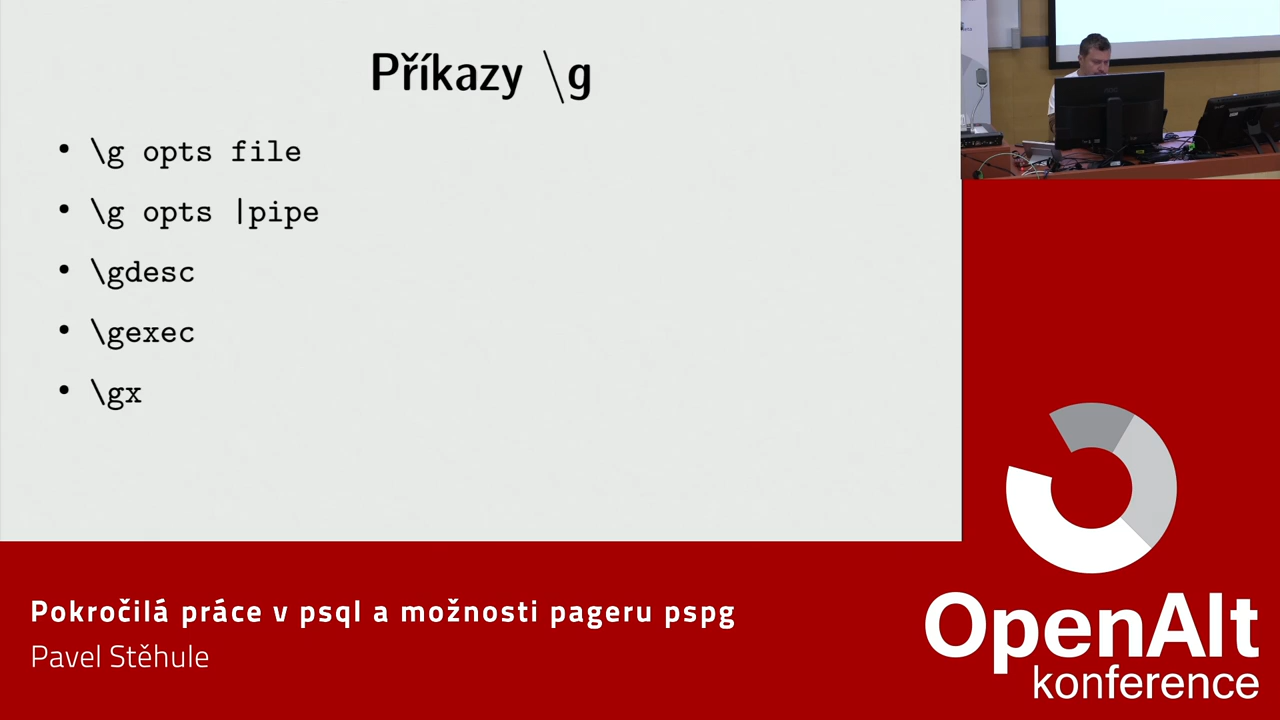 Příkazy \g
• \g opts file
• \g opts |pipe
• \gdesc
• \gexec
• \gx
Pokročilá práce v psql a možnosti pageru pspg
Pavel Stěhule
OpenAlt
konference